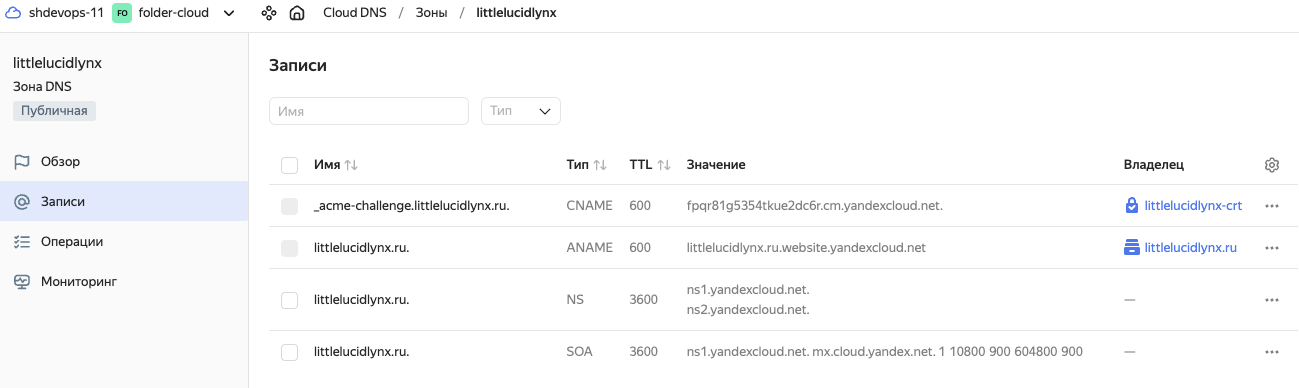 shdevops-11 FO folder-cloud Cloud DNS / Зоны / littlelucidlynx
littlelucidlynx
Зона DNS
Публичная
Обзор
Записи
Операции
Мониторинг
Записи
Имя Тип
Имя Тип TTL Значение Владелец
_acme-challenge.littlelucidlynx.ru. CNAME 600 fpqr81g5354tkue2dc6r.cm.yandexcloud.net. littlelucidlynx-crt
littlelucidlynx.ru. ANAME 600 littlelucidlynx.ru.website.yandexcloud.net littlelucidlynx.ru
littlelucidlynx.ru. NS 3600 ns1.yandexcloud.net. —
ns2.yandexcloud.net.
littlelucidlynx.ru. SOA 3600 ns1.yandexcloud.net. mx.cloud.yandex.net. 1 10800 900 604800 900 —